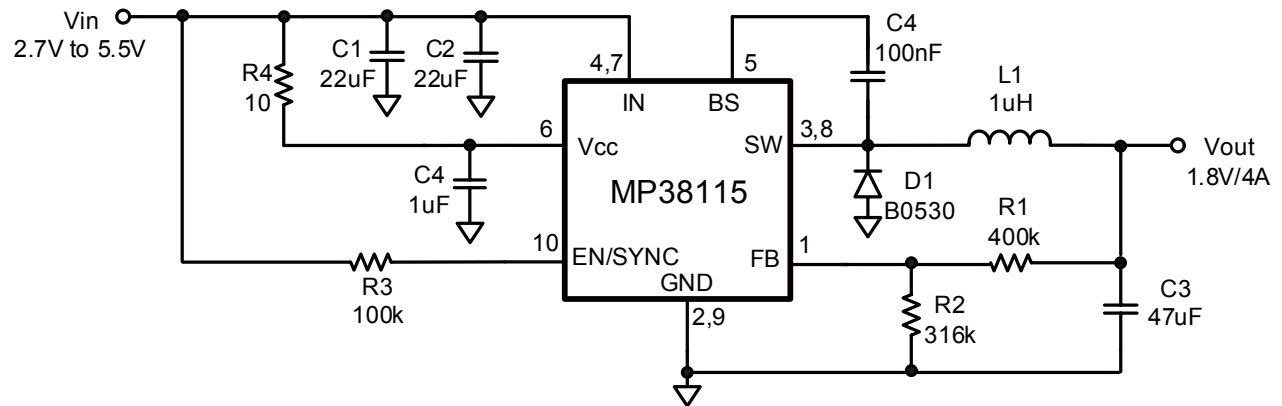 Vin
2.7V to 5.5V
R4
10
C1
22uF
C2
22uF
4,7
5
C4
100nF
L1
1uH
IN
BS
6
Vcc
SW
3,8
Vout
1.8V/4A
C4
1uF
MP38115
D1
B0530
R1
400k
10
EN/SYNC
FB
1
GND
R3
100k
2,9
R2
316k
C3
47uF